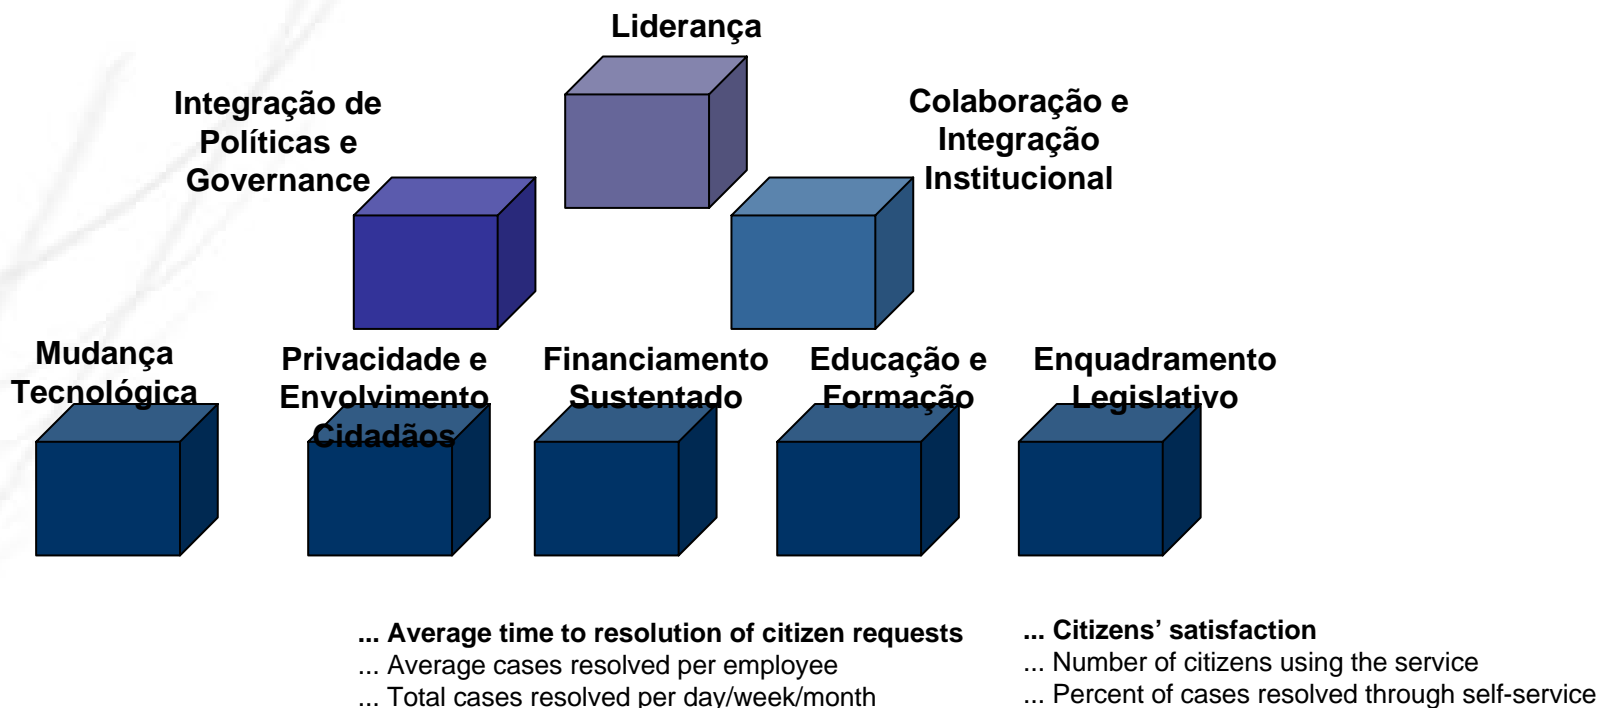 Liderança
Integração de
Políticas e
Governance
Colaboração e
Integração
Institucional
Mudança
Tecnológica
Privacidade e
Envolvimento
Cidadãos
Financiamento
Sustentado
Educação e
Formação
Enquadramento
Legislativo
... Average time to resolution of citizen requests
... Average cases resolved per employee
... Total cases resolved per day/week/month
... Citizens’ satisfaction
... Number of citizens using the service
... Percent of cases resolved through self-service